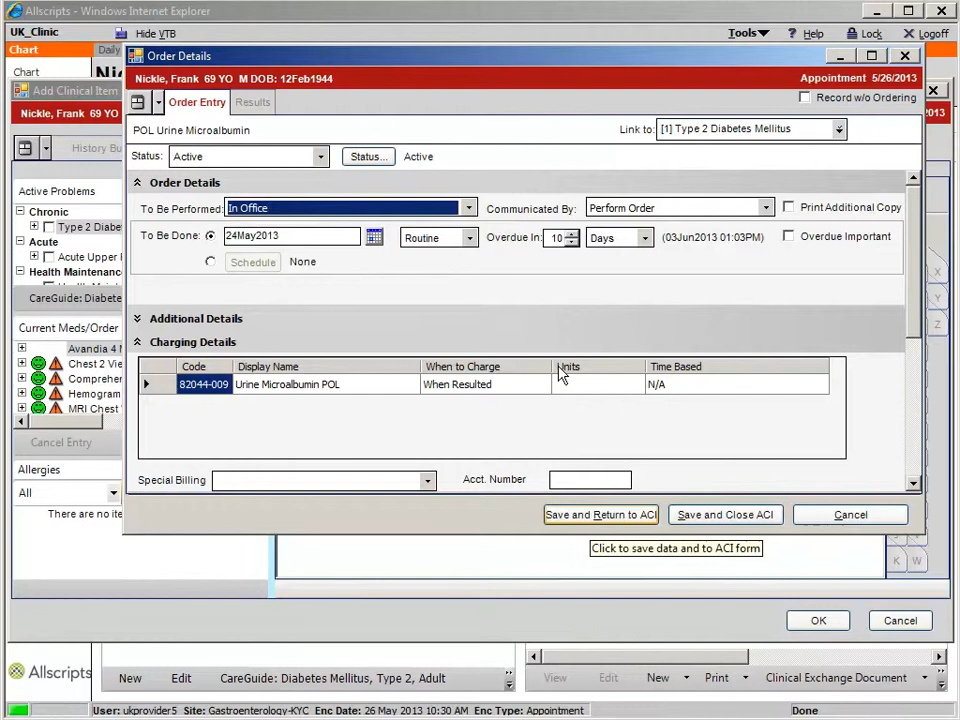 Allscripts - Windows Internet Explorer
UK_Clinic Hide VTB Tools Help Lock Logoff
Chart Daily
Chart
Add Clinical Item
Nickle, Frank 69 YO
2013
History Bu
Active Problems
Chronic
Type 2 Diabe
Acute
Acute Upper
Health Maintenanc
CareGuide: Diabet
Current Meds/Order
Avandia 4 M
Chest 2 Vie
Comprehen
Hemogram
MRI Chest
Cancel Entry
Allergies
All
There are no ite
Order Details
Nickle, Frank 69 YO M DOB: 12Feb1944 Appointment 5/26/2013
Order Entry Results Record w/o Ordering
POL Urine Microalbumin Link to: [1] Type 2 Diabetes Mellitus
Status: Active Status... Active
Order Details
To Be Performed: In Office Communicated By: Perform Order Print Additional Copy
To Be Done: 24May2013 Routine Overdue In: 10 Days (03Jun2013 01:03PM) Overdue Important
Schedule None
Additional Details
Charging Details
Code Display Name When to Charge Units Time Based
82044-009 Urine Microalbumin POL When Resulted N/A
Special Billing Acct. Number
Save and Return to ACI Save and Close ACI Cancel
Click to save data and to ACI form
X
Y
Z
K W
OK Cancel
Allscripts New Edit CareGuide: Diabetes Mellitus, Type 2, Adult View Edit New Print Clinical Exchange Document
User: ukprovider5 Site: Gastroenterology-KYC Enc Date: 26 May 2013 10:30 AM Enc Type: Appointment Done